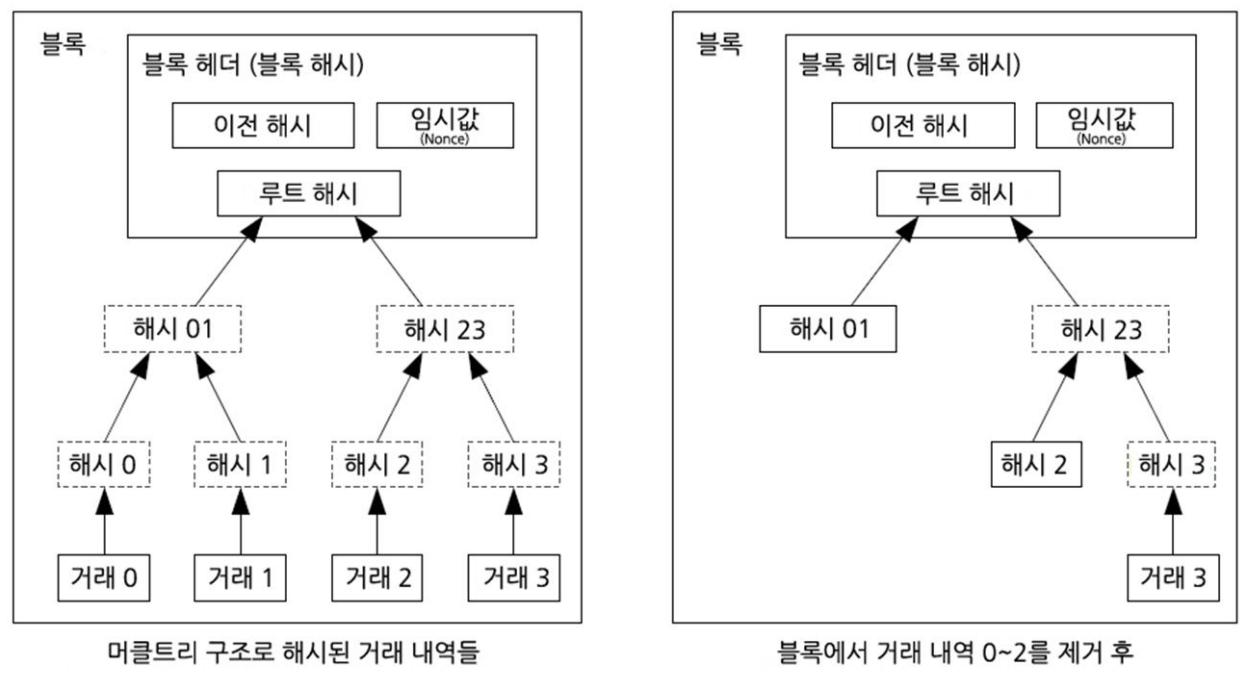 블록
블록 헤더 (블록 해시)
이전 해시
임시값
(Nonce)
루트 해시
해시 01
해시 23
해시 0
해시 1
해시 2
해시 3
거래 0
거래 1
거래 2
거래 3
머클트리 구조로 해시된 거래 내역들
블록
블록 헤더 (블록 해시)
이전 해시
임시값
(Nonce)
루트 해시
해시 01
해시 23
해시 2
해시 3
거래 3
블록에서 거래 내역 0~2를 제거 후